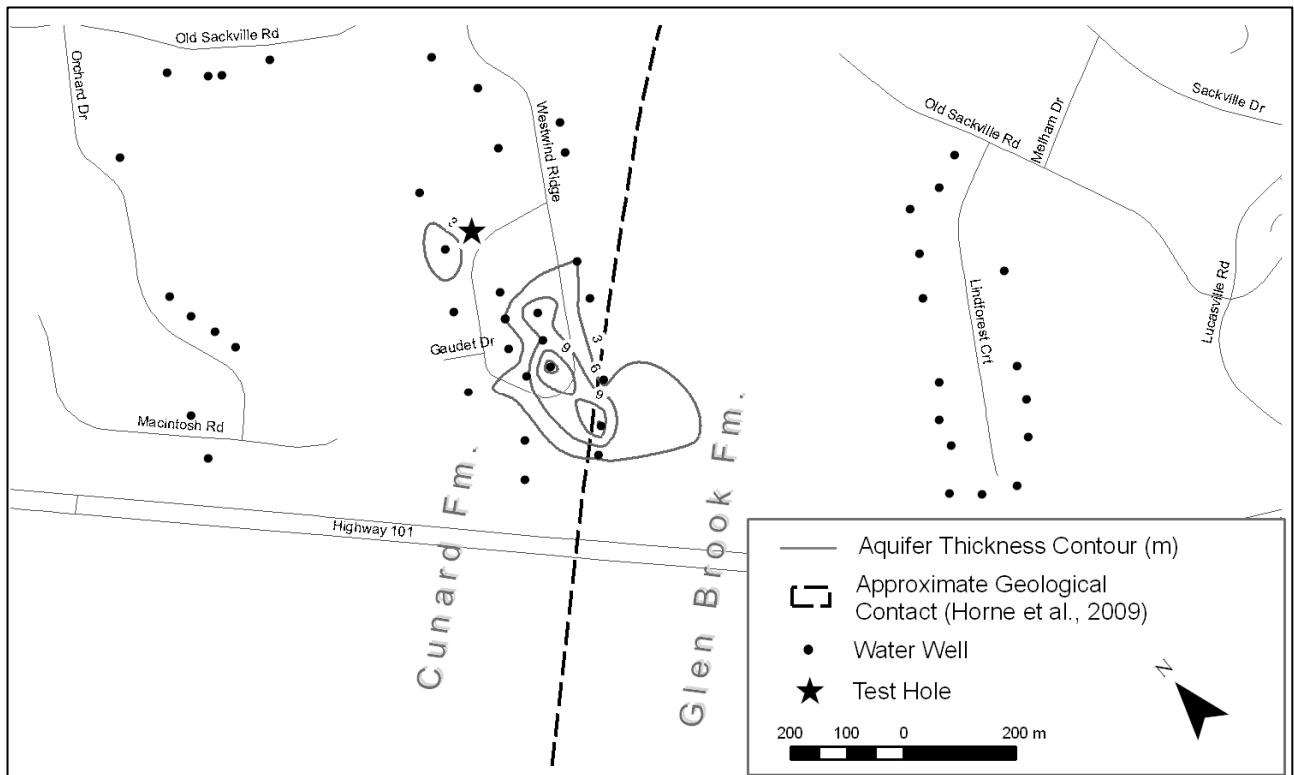 Old Sackville Rd
Orchard Dr
Westwind Ridge
Old Sackville Rd
Melham Dr
Sackville Dr
Lucasville Rd
Lindforest Crt
Gaudet Dr
Macintosh Rd
Highway 101
3
3
6
9
9
Cunard Fm.
Glen Brook Fm.
Aquifer Thickness Contour (m)
Approximate Geological
Contact (Horne et al., 2009)
Water Well
Test Hole
N
200 100 0 200 m